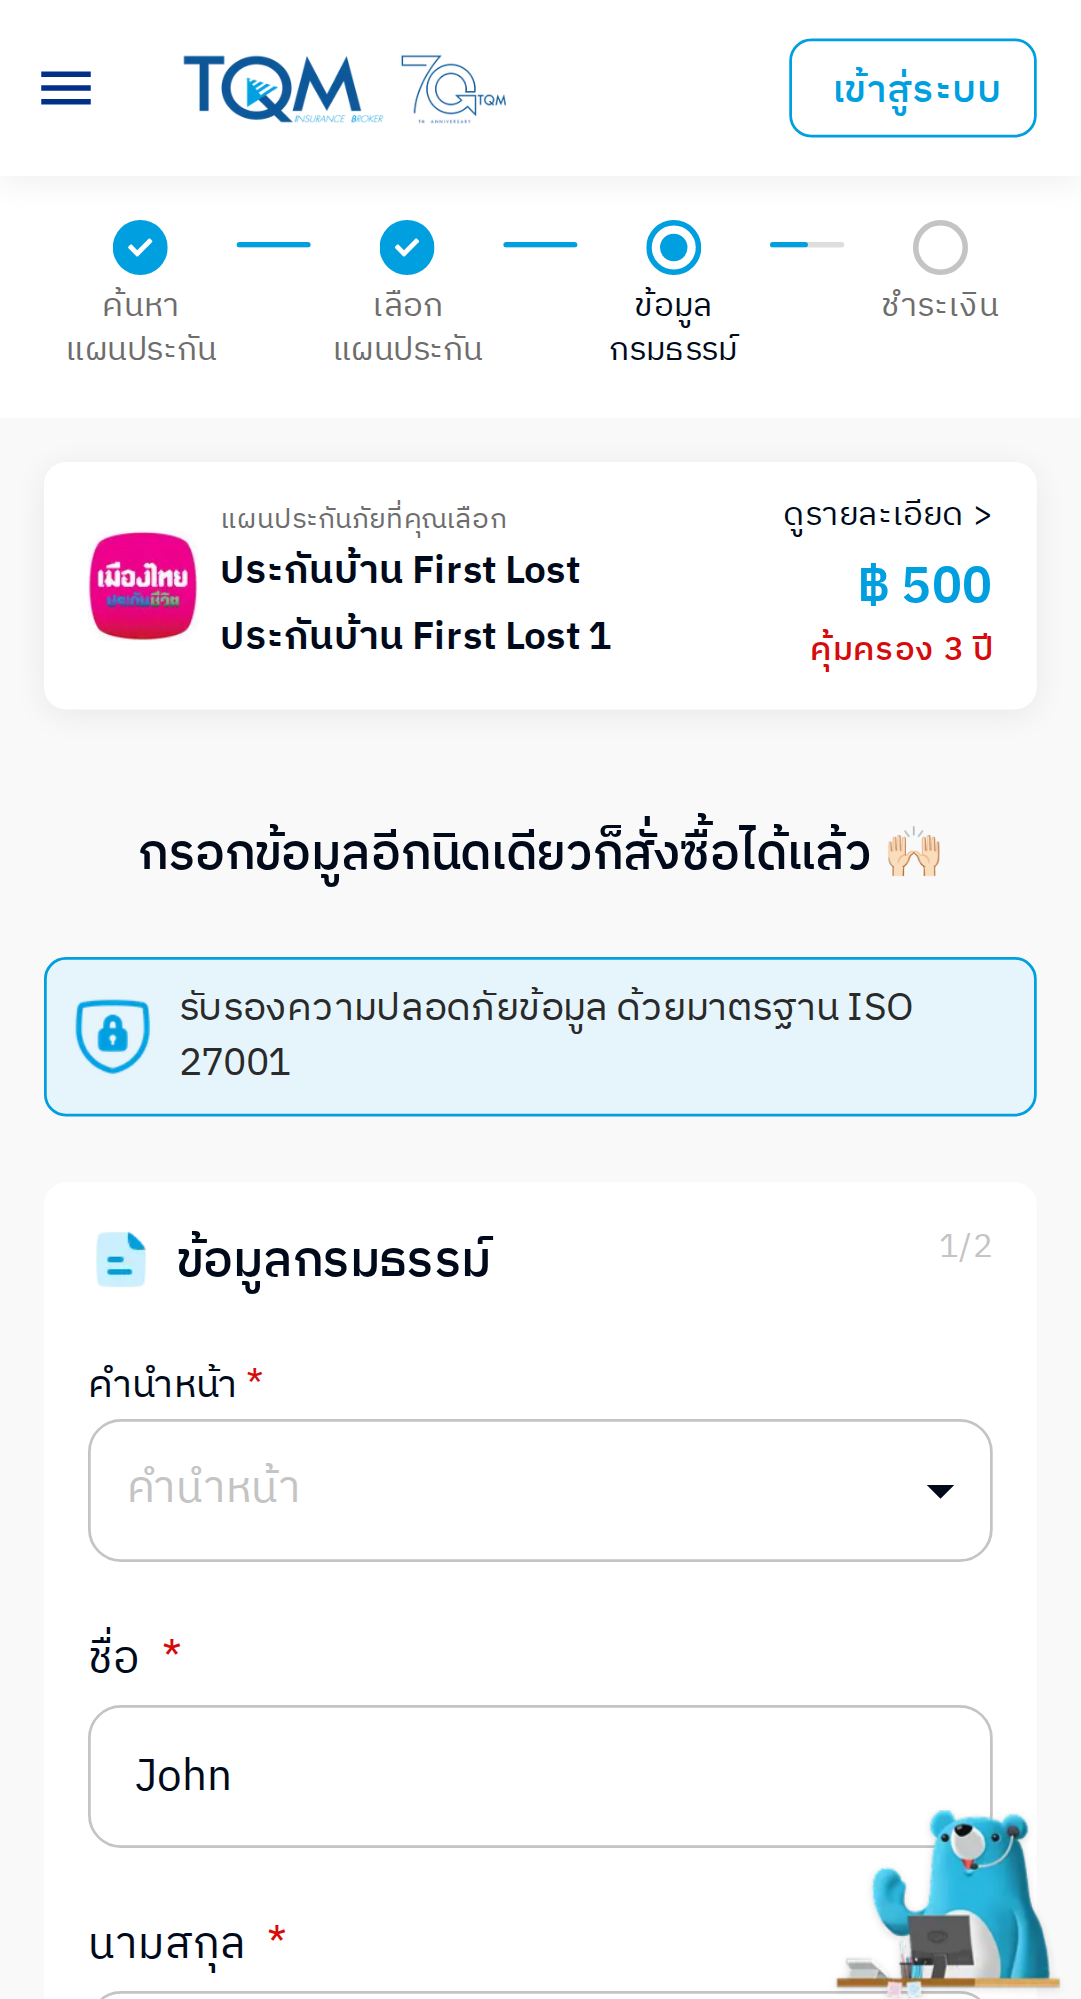 TQM
INSURANCE BROKER
70 TQM
TH ANNIVERSARY
เข้าสู่ระบบ
ค้นหา
แผนประกัน
เลือก
แผนประกัน
ข้อมูล
กรมธรรม์
ชำระเงิน
แผนประกันภัยที่คุณเลือก
ดูรายละเอียด >
เมืองไทย
ประกันชีวิต
ประกันบ้าน First Lost
฿ 500
ประกันบ้าน First Lost 1
คุ้มครอง 3 ปี
กรอกข้อมูลอีกนิดเดียวก็สั่งซื้อได้แล้ว 🙌🏻
รับรองความปลอดภัยข้อมูล ด้วยมาตรฐาน ISO
27001
ข้อมูลกรมธรรม์
1/2
คำนำหน้า *
คำนำหน้า
ชื่อ *
John
นามสกุล *